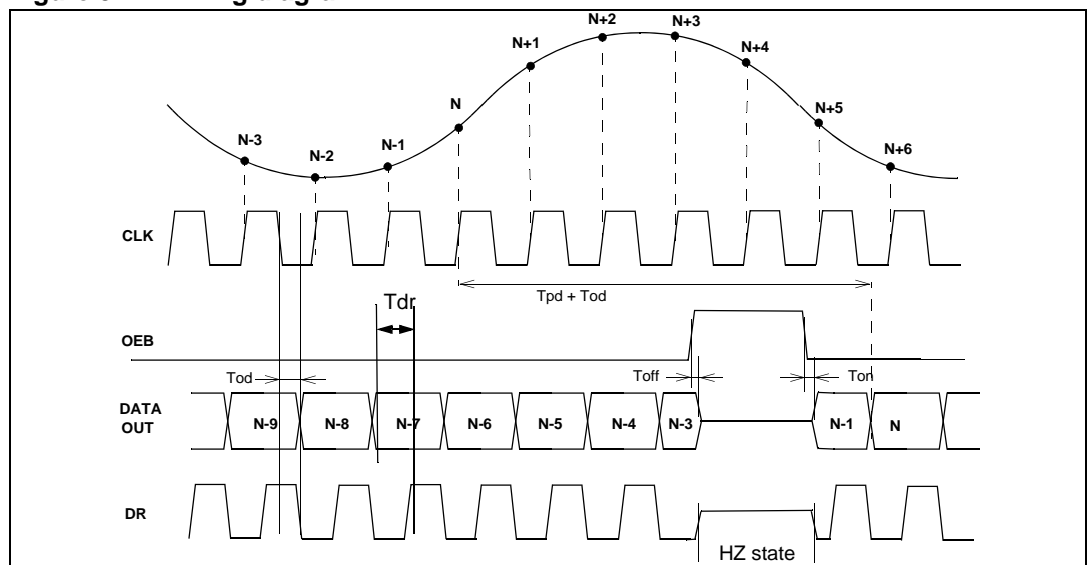 N+2
N+3
N+1
N+4
N
N+5
N-3
N-2
N-1
N+6
CLK
Tpd + Tod
Tdr
OEB
Tod
Toff
Ton
DATA
OUT
N-9
N-8
N-7
N-6
N-5
N-4
N-3
N-1
N
DR
HZ state